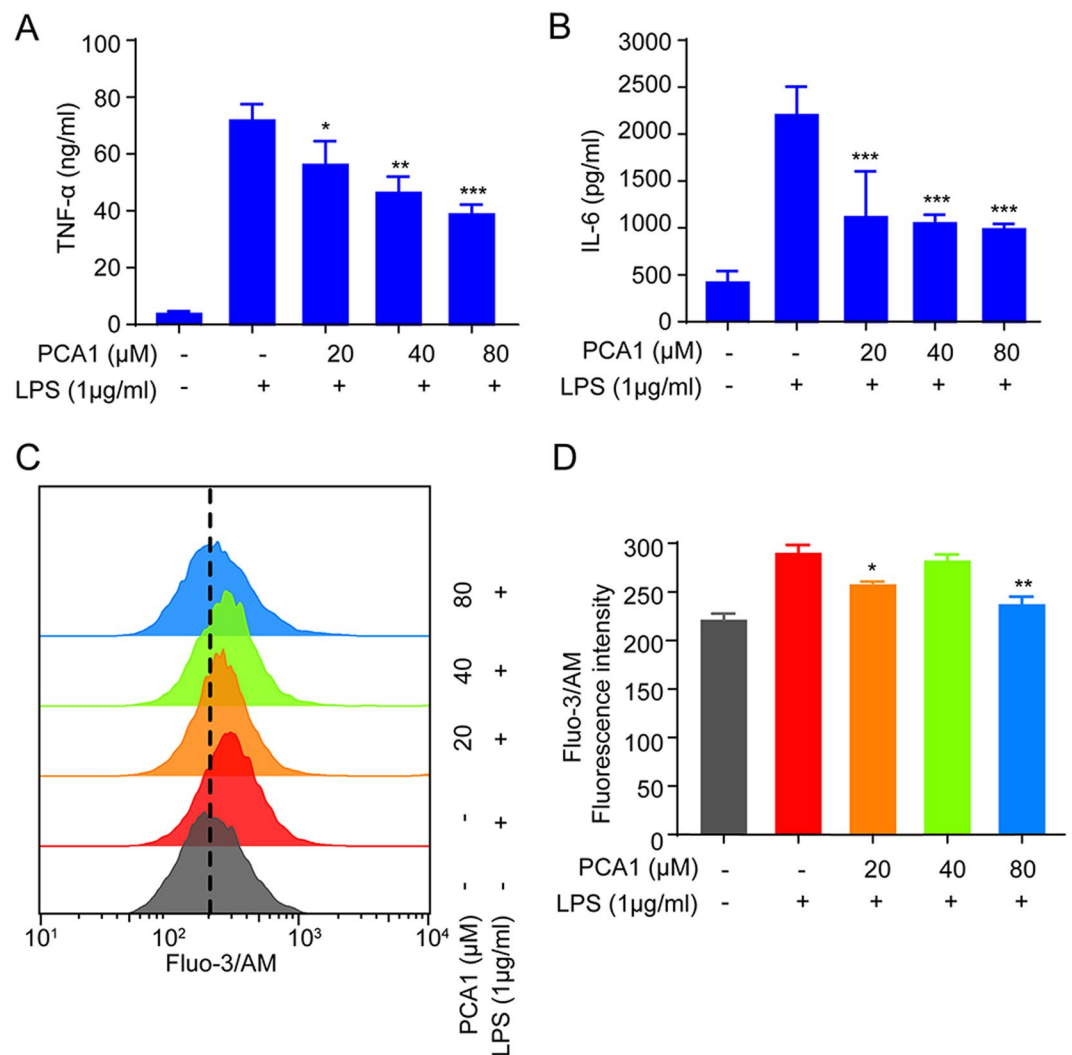 A
TNF-α (ng/ml)
100
80
60
40
20
0
*
**
***
PCA1 (μM) - - 20 40 80
LPS (1μg/ml) - + + + +
B
IL-6 (pg/ml)
3000
2500
2000
1500
1000
500
0
***
***
***
PCA1 (μM) - - 20 40 80
LPS (1μg/ml) - + + + +
C
80 +
40 +
20 +
- +
- -
PCA1 (μM)
LPS (1μg/ml)
10¹ 10² 10³ 10⁴
Fluo-3/AM
D
Fluo-3/AM
Fluorescence intensity
300
250
200
150
100
50
0
*
**
PCA1 (μM) - - 20 40 80
LPS (1μg/ml) - + + + +